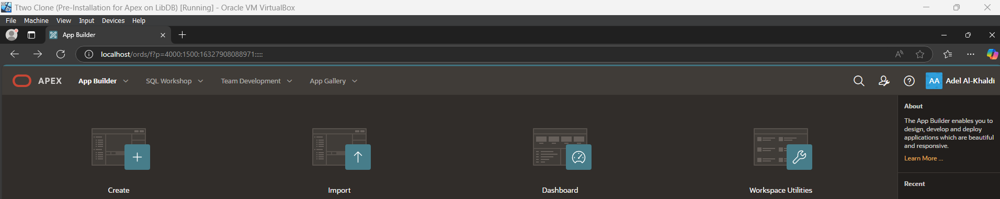 Ttwo Clone (Pre-Installation for Apex on LibDB) [Running] - Oracle VM VirtualBox
File Machine View Input Devices Help
App Builder
localhost/ords/f?p=4000:1500:16327908088971:::::
APEX App Builder SQL Workshop Team Development App Gallery AA Adel Al-Khaldi
Create
Import
Dashboard
Workspace Utilities
About
The App Builder enables you to
design, develop and deploy
applications which are beautiful
and responsive.
Learn More ...
Recent